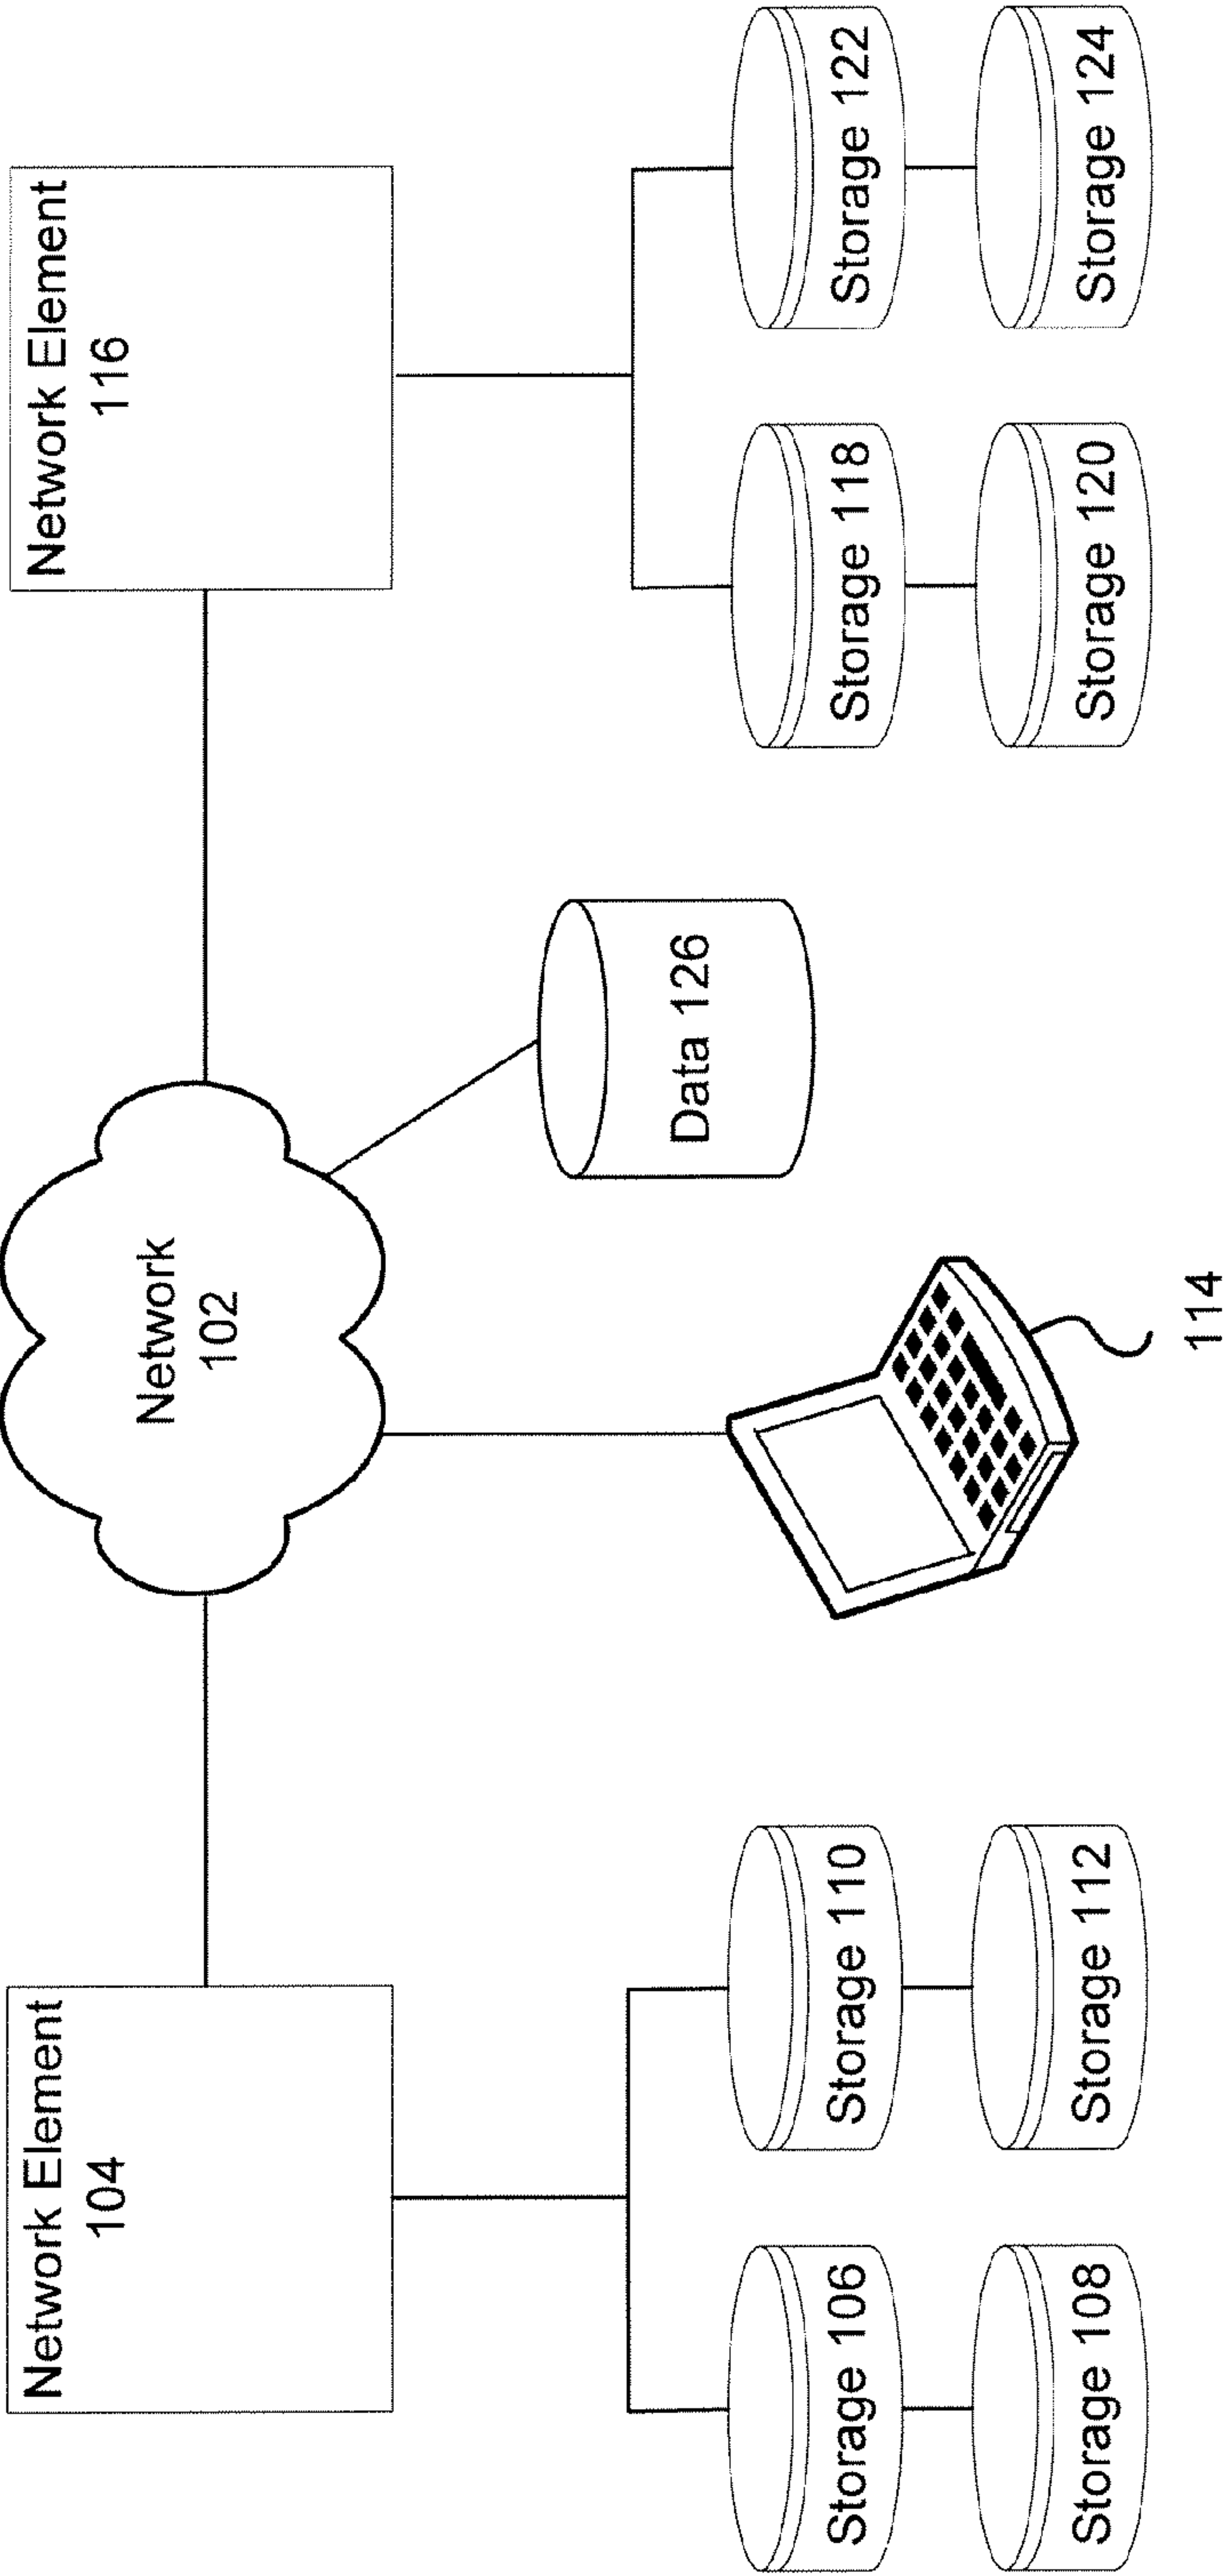 Network Element
104
Network
102
Network Element
116
Storage 106
Storage 110
Data 126
Storage 118
Storage 122
Storage 108
Storage 112
Storage 120
Storage 124
114